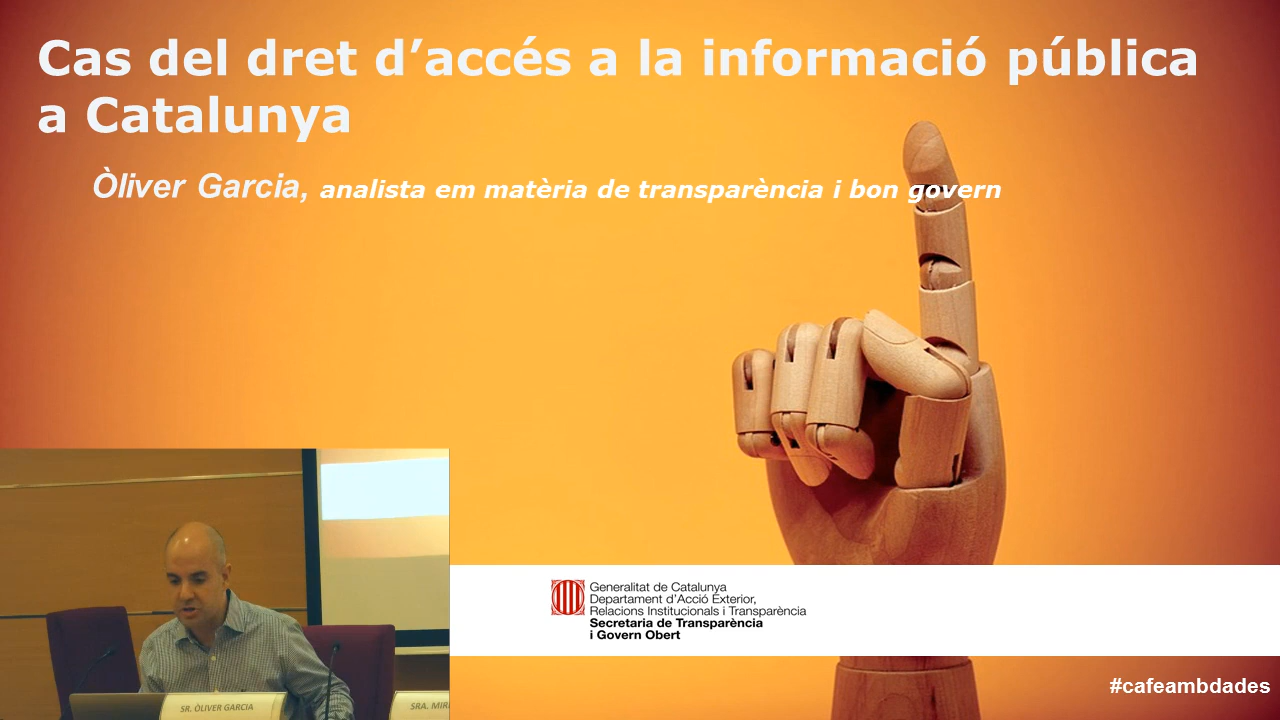 Cas del dret d’accés a la informació pública
a Catalunya
Òliver Garcia, analista em matèria de transparència i bon govern
Generalitat de Catalunya
Departament d’Acció Exterior,
Relacions Institucionals i Transparència
Secretaria de Transparència
i Govern Obert
#cafeambdades
SR. ÒLIVER GARCIA
SRA.